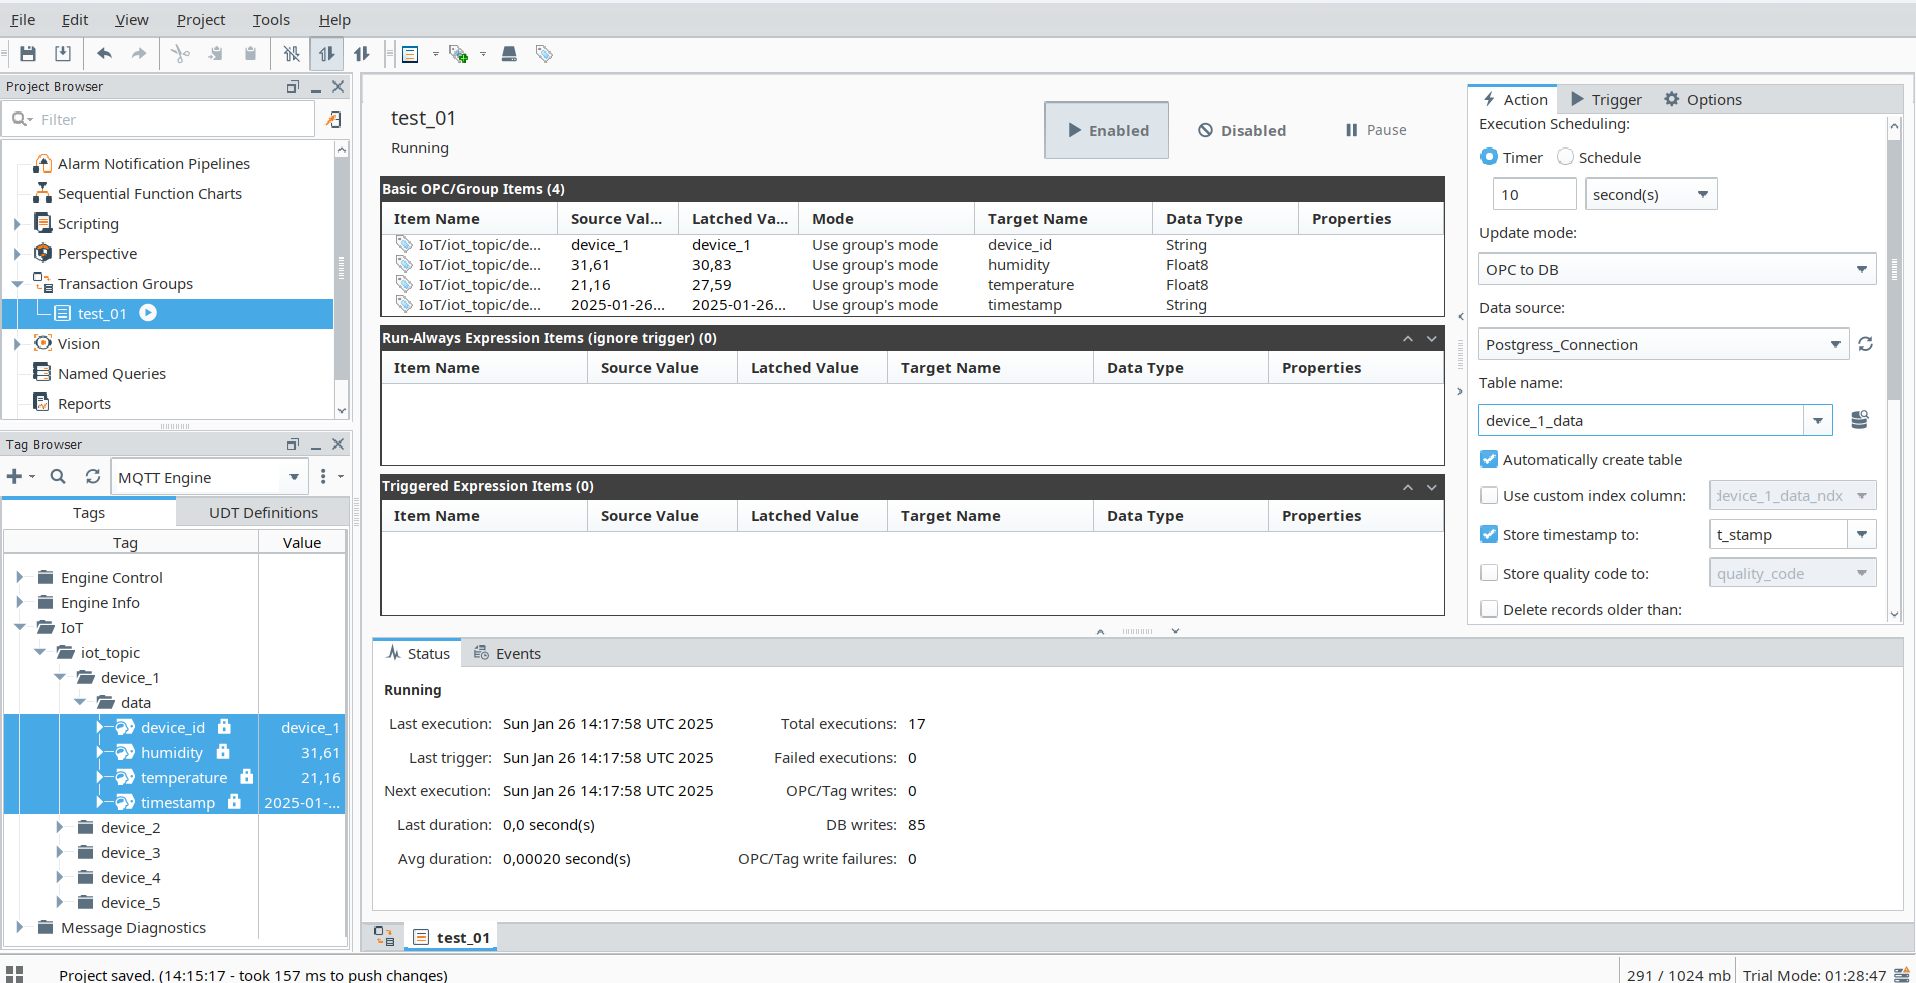 File Edit View Project Tools Help
Project Browser
Filter
Alarm Notification Pipelines
Sequential Function Charts
Scripting
Perspective
Transaction Groups
test_01
Vision
Named Queries
Reports
Tag Browser
MQTT Engine
Tags UDT Definitions
Tag Value
Engine Control
Engine Info
IoT
iot_topic
device_1
data
device_id device_1
humidity 31,61
temperature 21,16
timestamp 2025-01-...
device_2
device_3
device_4
device_5
Message Diagnostics
test_01
Running
Enabled Disabled Pause
Basic OPC/Group Items (4)
Item Name Source Val... Latched Va... Mode Target Name Data Type Properties
IoT/iot_topic/de... device_1 device_1 Use group's mode device_id String
IoT/iot_topic/de... 31,61 30,83 Use group's mode humidity Float8
IoT/iot_topic/de... 21,16 27,59 Use group's mode temperature Float8
IoT/iot_topic/de... 2025-01-26... 2025-01-26... Use group's mode timestamp String
Run-Always Expression Items (ignore trigger) (0)
Item Name Source Value Latched Value Target Name Data Type Properties
Triggered Expression Items (0)
Item Name Source Value Latched Value Target Name Data Type Properties
Action Trigger Options
Execution Scheduling:
Timer Schedule
10 second(s)
Update mode:
OPC to DB
Data source:
Postgress_Connection
Table name:
device_1_data
Automatically create table
Use custom index column: device_1_data_ndx
Store timestamp to: t_stamp
Store quality code to: quality_code
Delete records older than:
Status Events
Running
Last execution: Sun Jan 26 14:17:58 UTC 2025 Total executions: 17
Last trigger: Sun Jan 26 14:17:58 UTC 2025 Failed executions: 0
Next execution: Sun Jan 26 14:17:58 UTC 2025 OPC/Tag writes: 0
Last duration: 0,0 second(s) DB writes: 85
Avg duration: 0,00020 second(s) OPC/Tag write failures: 0
test_01
Project saved. (14:15:17 - took 157 ms to push changes) 291 / 1024 mb Trial Mode: 01:28:47